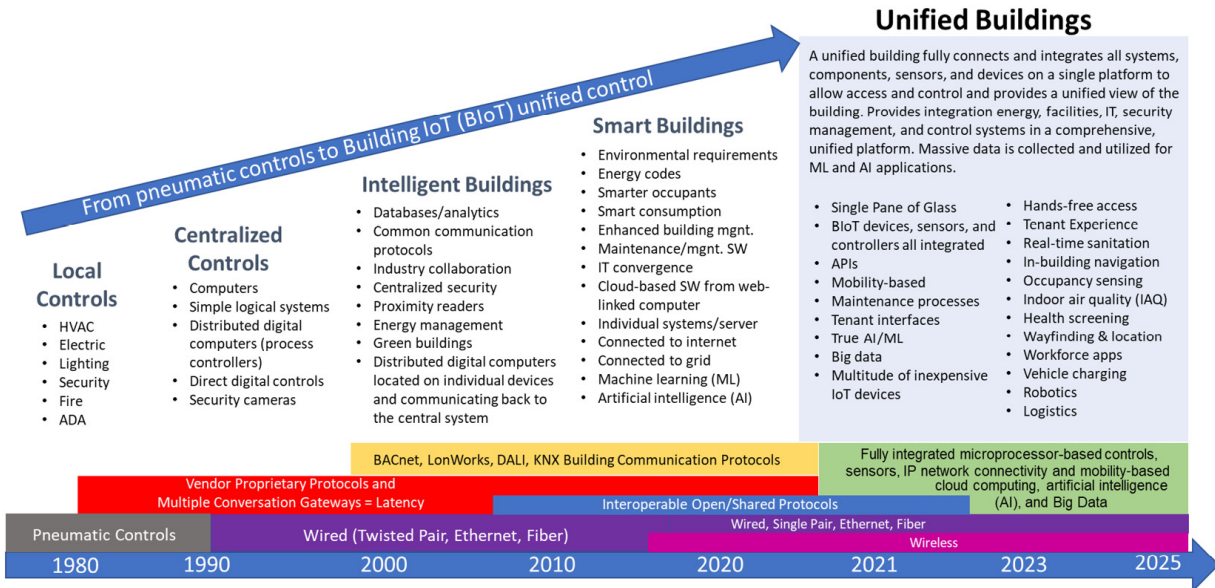 Unified Buildings
A unified building fully connects and integrates all systems,
components, sensors, and devices on a single platform to
allow access and control and provides a unified view of the
building. Provides integration energy, facilities, IT, security
management, and control systems in a comprehensive,
unified platform. Massive data is collected and utilized for
ML and AI applications.
• Single Pane of Glass
• BIoT devices, sensors, and
controllers all integrated
• APIs
• Mobility-based
• Maintenance processes
• Tenant interfaces
• True AI/ML
• Big data
• Multitude of inexpensive
IoT devices
• Hands-free access
• Tenant Experience
• Real-time sanitation
• In-building navigation
• Occupancy sensing
• Indoor air quality (IAQ)
• Health screening
• Wayfinding & location
• Workforce apps
• Vehicle charging
• Robotics
• Logistics
From pneumatic controls to Building IoT (BIoT) unified control
Local
Controls
• HVAC
• Electric
• Lighting
• Security
• Fire
• ADA
Centralized
Controls
• Computers
• Simple logical systems
• Distributed digital
computers (process
controllers)
• Direct digital controls
• Security cameras
Intelligent Buildings
• Databases/analytics
• Common communication
protocols
• Industry collaboration
• Centralized security
• Proximity readers
• Energy management
• Green buildings
• Distributed digital computers
located on individual devices
and communicating back to
the central system
Smart Buildings
• Environmental requirements
• Energy codes
• Smarter occupants
• Smart consumption
• Enhanced building mgnt.
• Maintenance/mgnt. SW
• IT convergence
• Cloud-based SW from web-
linked computer
• Individual systems/server
• Connected to internet
• Connected to grid
• Machine learning (ML)
• Artificial intelligence (AI)
BACnet, LonWorks, DALI, KNX Building Communication Protocols
Fully integrated microprocessor-based controls,
sensors, IP network connectivity and mobility-based
cloud computing, artificial intelligence
(AI), and Big Data
Vendor Proprietary Protocols and
Multiple Conversation Gateways = Latency
Interoperable Open/Shared Protocols
Pneumatic Controls
Wired (Twisted Pair, Ethernet, Fiber)
Wired, Single Pair, Ethernet, Fiber
Wireless
1980 1990 2000 2010 2020 2021 2023 2025